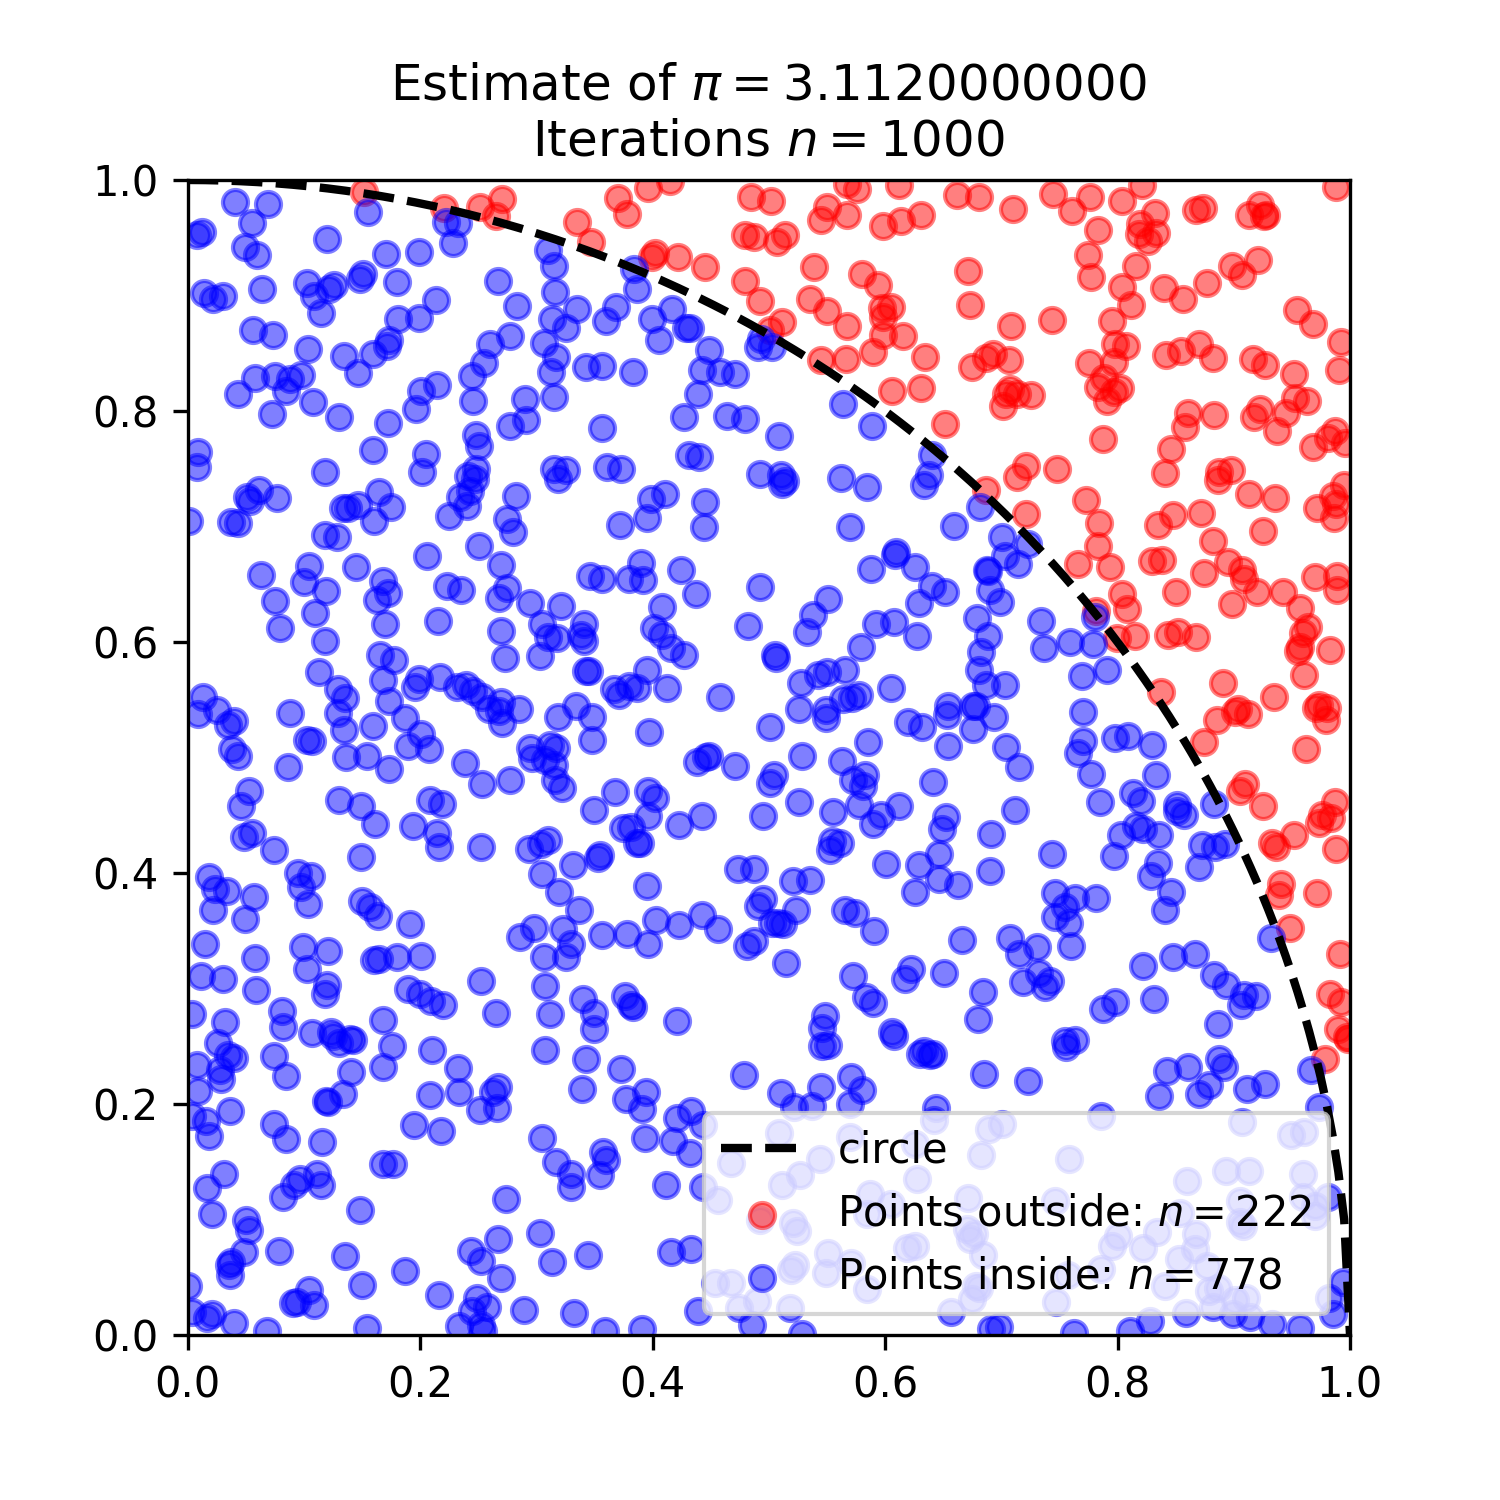 Estimate of π = 3.1120000000
Iterations n = 1000
1.0
0.8
0.6
0.4
0.2
0.0
circle
Points outside: n = 222
Points inside: n = 778
0.0 0.2 0.4 0.6 0.8 1.0